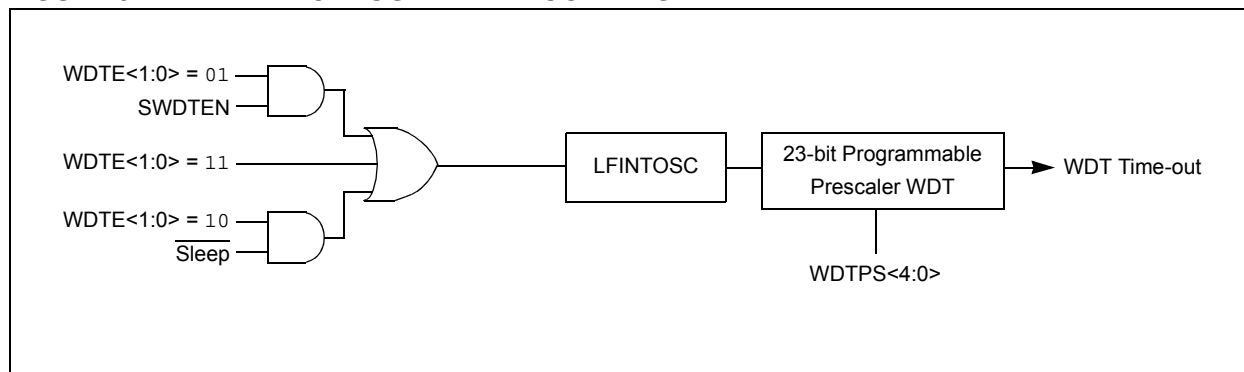 WDTE<1:0> = 01
SWDTEN
WDTE<1:0> = 11
WDTE<1:0> = 10
Sleep
LFINTOSC
23-bit Programmable
Prescaler WDT
WDT Time-out
WDTPS<4:0>